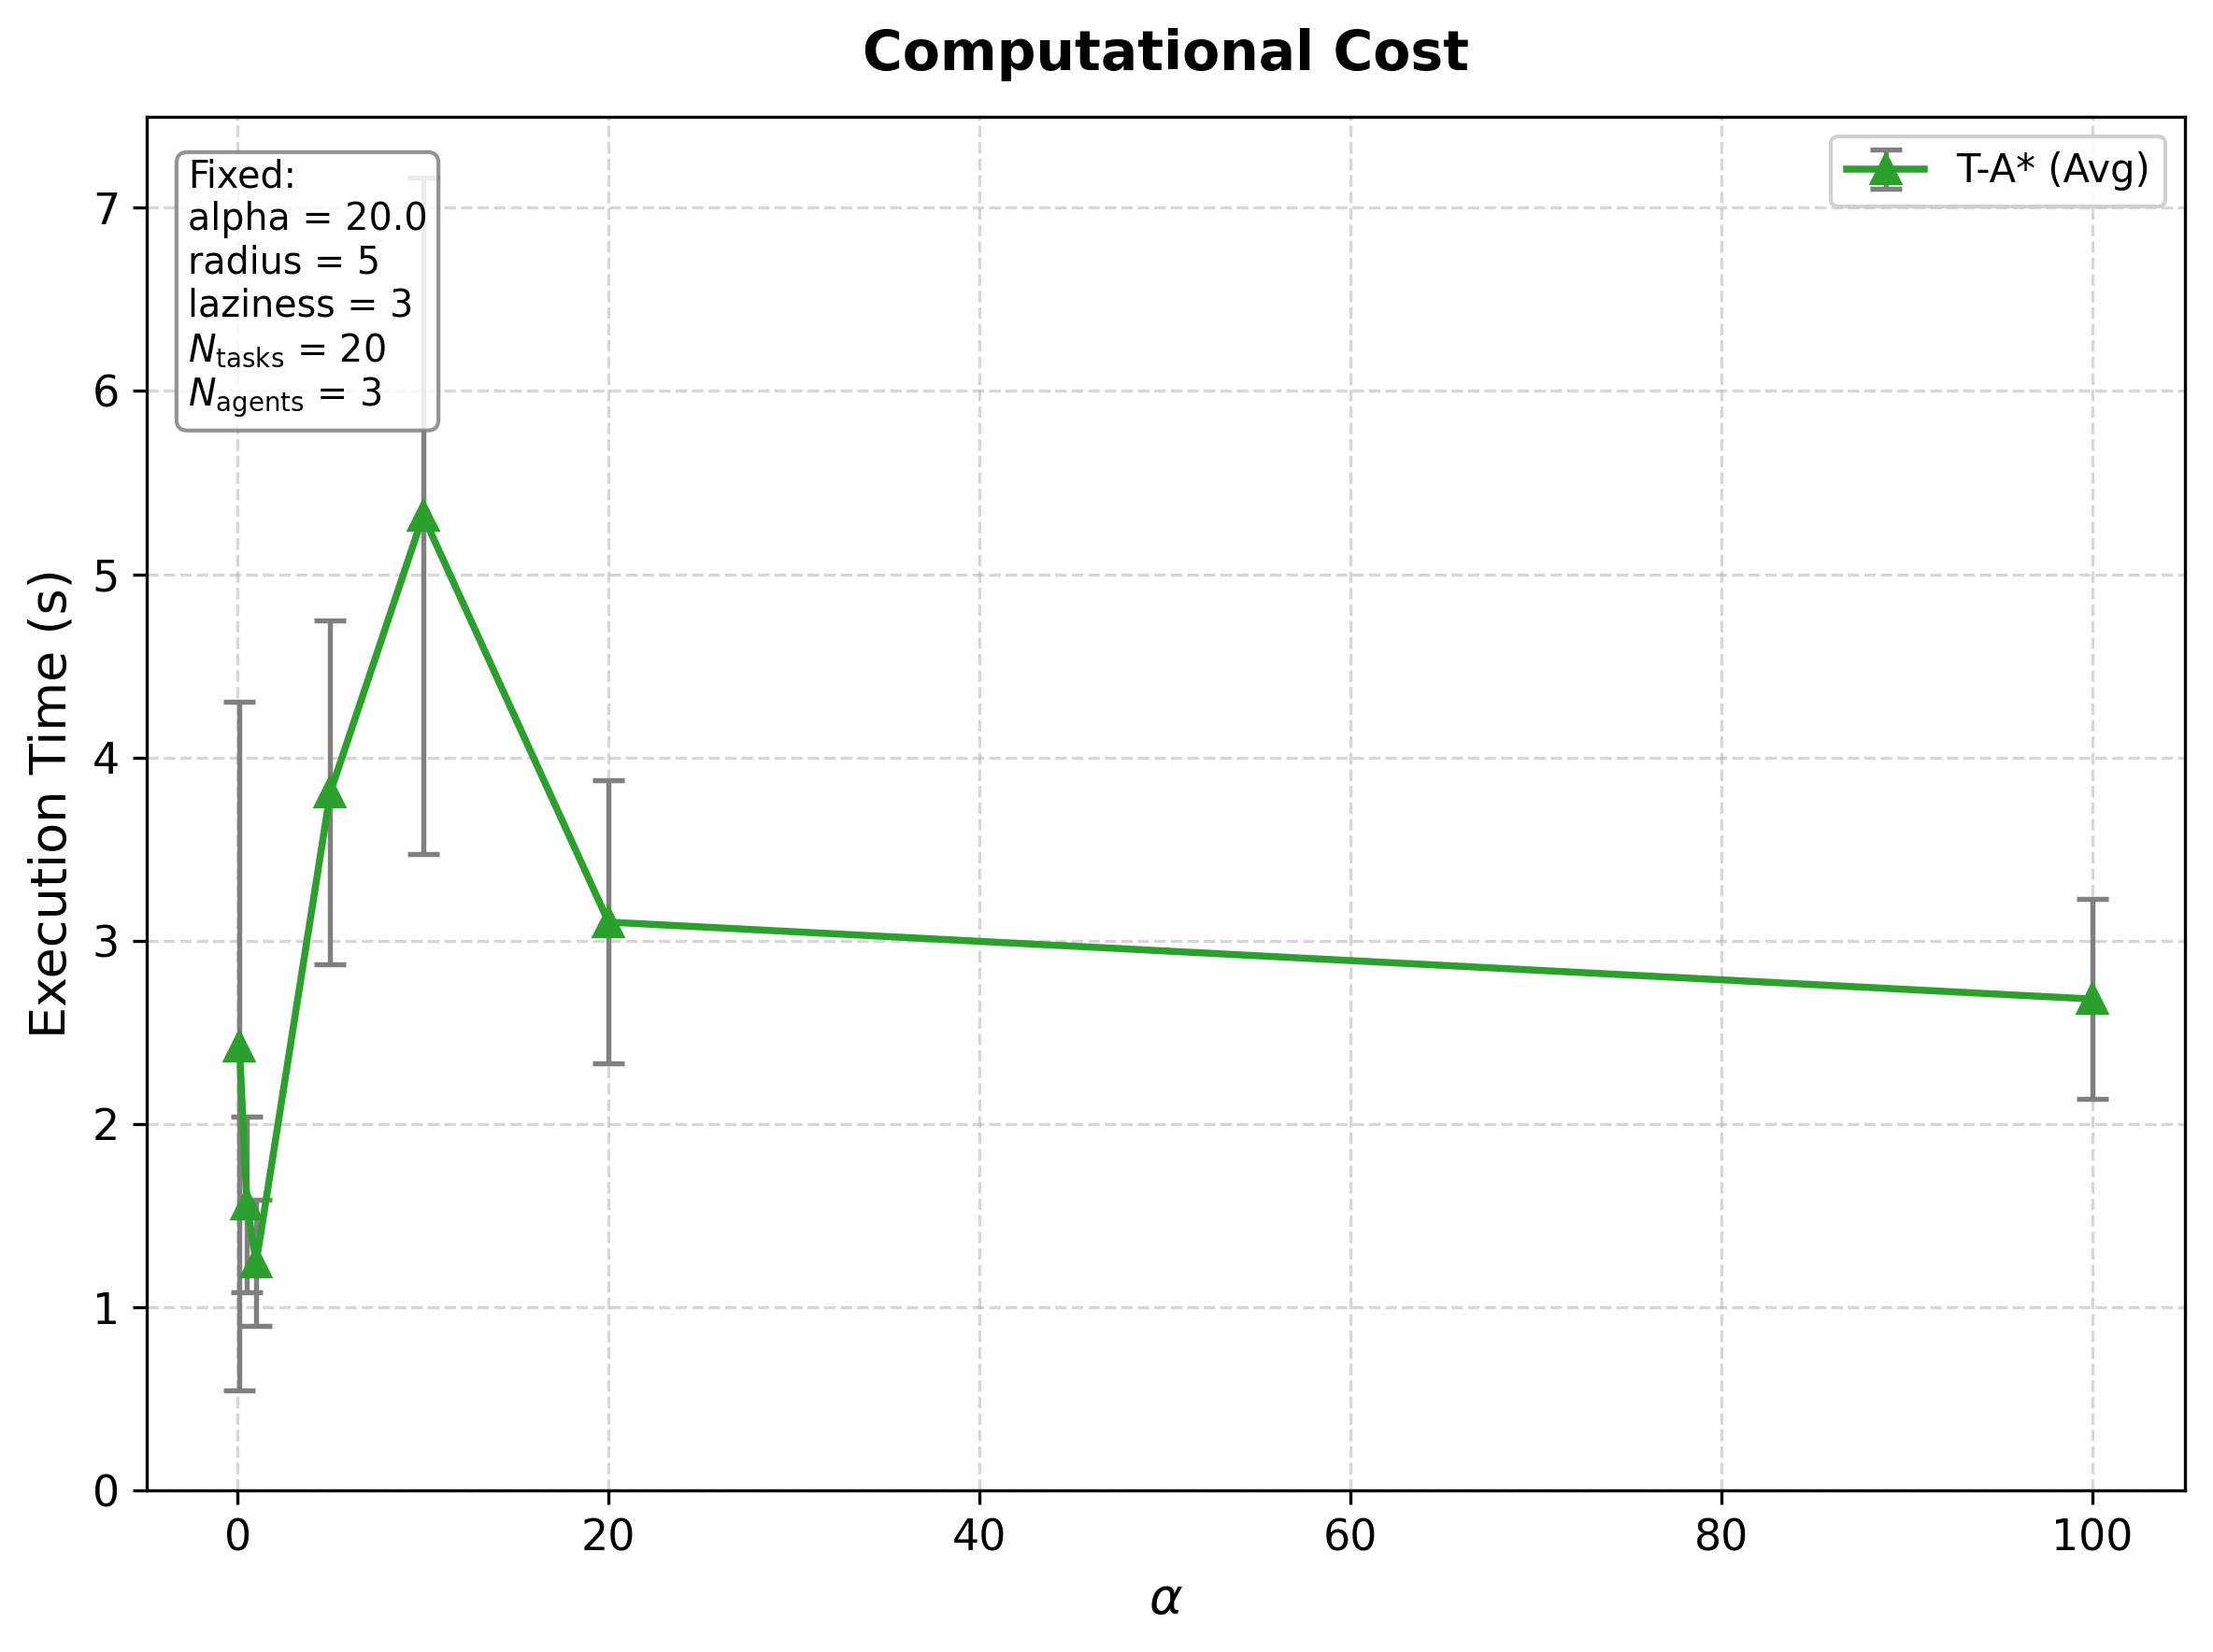 Computational Cost
Fixed:
alpha = 20.0
radius = 5
laziness = 3
N_tasks = 20
N_agents = 3
T-A* (Avg)
Execution Time (s)
7
6
5
4
3
2
1
0
0 20 40 60 80 100
α